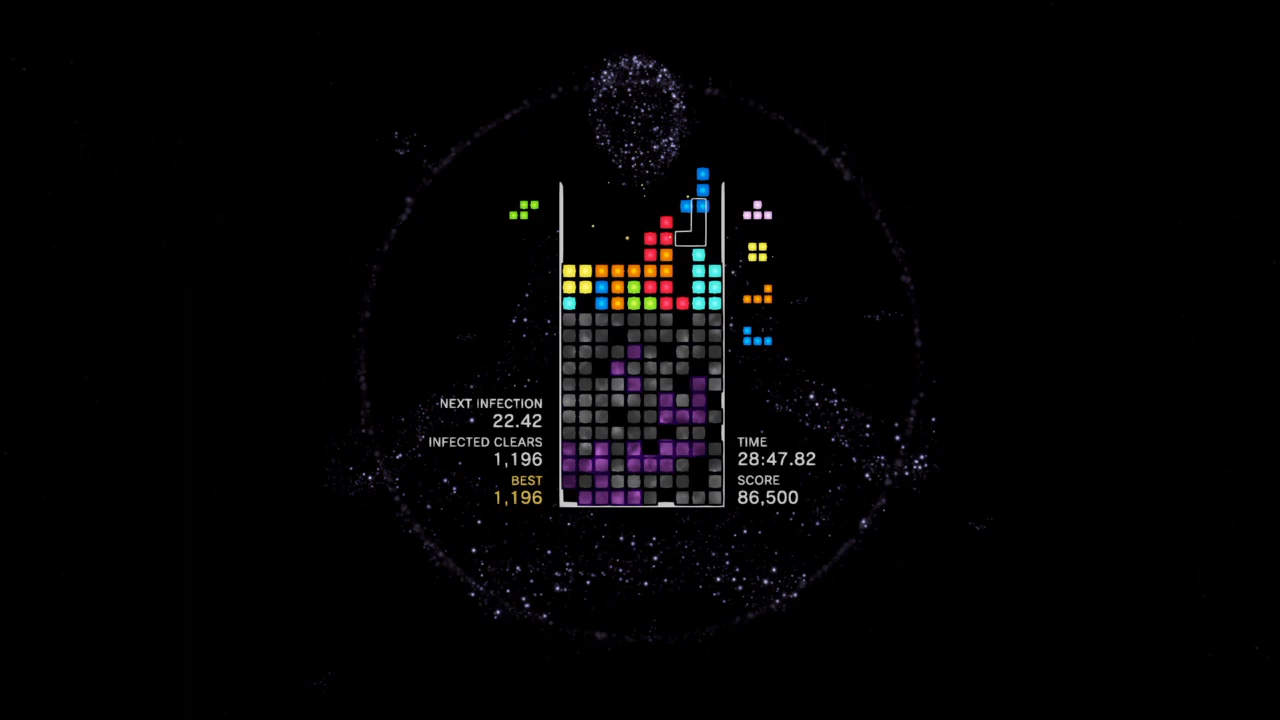 NEXT INFECTION
22.42
INFECTED CLEARS
1,196
BEST
1,196
TIME
28:47.82
SCORE
86,500